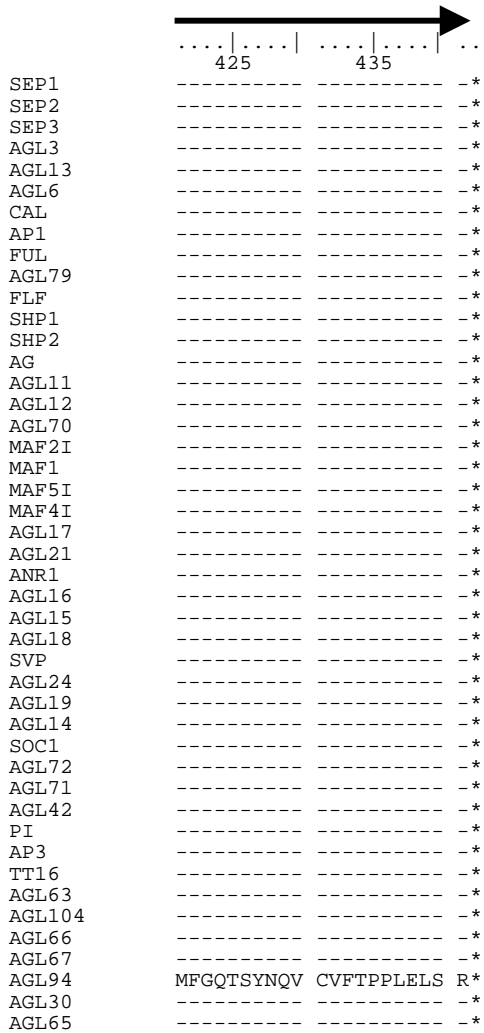 ....|....| ....|....| ..
425 435
SEP1 ---------- ---------- -*
SEP2 ---------- ---------- -*
SEP3 ---------- ---------- -*
AGL3 ---------- ---------- -*
AGL13 ---------- ---------- -*
AGL6 ---------- ---------- -*
CAL ---------- ---------- -*
AP1 ---------- ---------- -*
FUL ---------- ---------- -*
AGL79 ---------- ---------- -*
FLF ---------- ---------- -*
SHP1 ---------- ---------- -*
SHP2 ---------- ---------- -*
AG ---------- ---------- -*
AGL11 ---------- ---------- -*
AGL12 ---------- ---------- -*
AGL70 ---------- ---------- -*
MAF2I ---------- ---------- -*
MAF1 ---------- ---------- -*
MAF5I ---------- ---------- -*
MAF4I ---------- ---------- -*
AGL17 ---------- ---------- -*
AGL21 ---------- ---------- -*
ANR1 ---------- ---------- -*
AGL16 ---------- ---------- -*
AGL15 ---------- ---------- -*
AGL18 ---------- ---------- -*
SVP ---------- ---------- -*
AGL24 ---------- ---------- -*
AGL19 ---------- ---------- -*
AGL14 ---------- ---------- -*
SOC1 ---------- ---------- -*
AGL72 ---------- ---------- -*
AGL71 ---------- ---------- -*
AGL42 ---------- ---------- -*
PI ---------- ---------- -*
AP3 ---------- ---------- -*
TT16 ---------- ---------- -*
AGL63 ---------- ---------- -*
AGL104 ---------- ---------- -*
AGL66 ---------- ---------- -*
AGL67 ---------- ---------- -*
AGL94 MFGQTSYNQV CVFTPPLELS R*
AGL30 ---------- ---------- -*
AGL65 ---------- ---------- -*